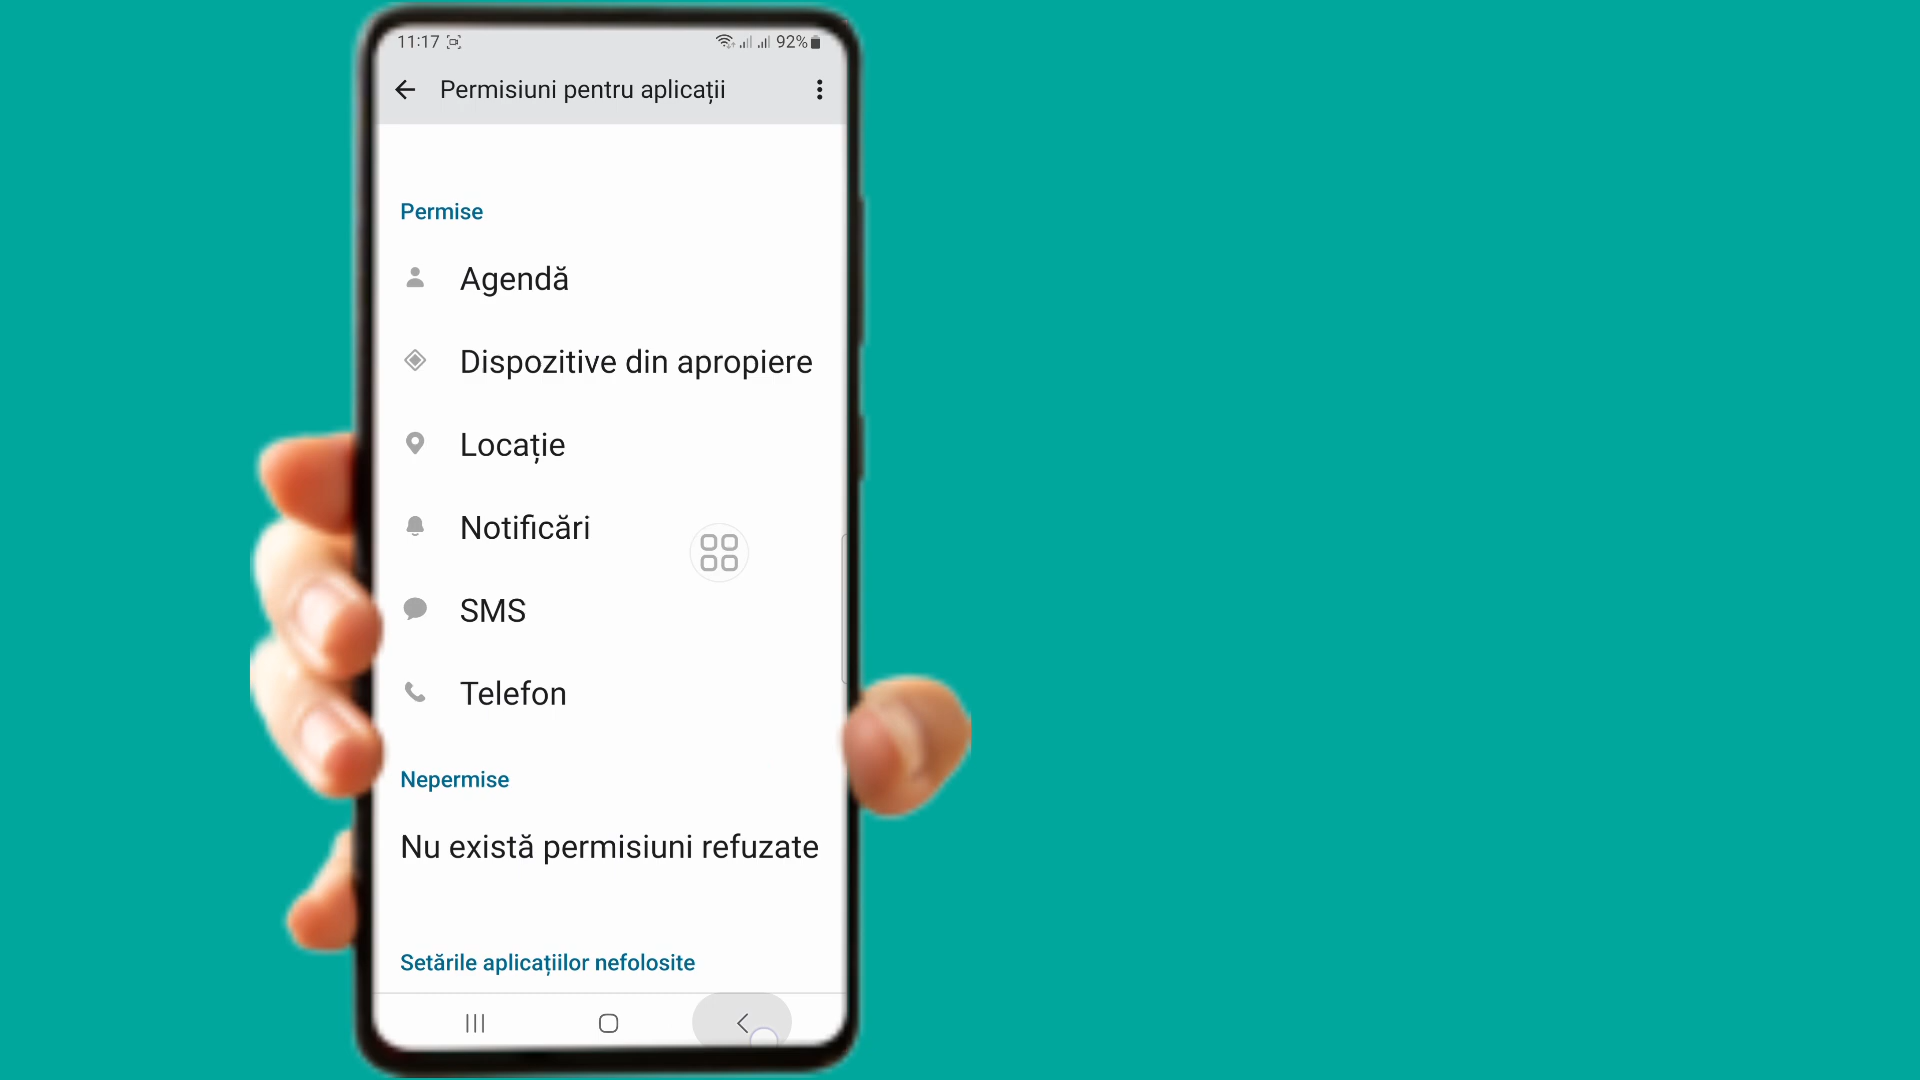 11:17 92%
Permisiuni pentru aplicații
Permise
Agendă
Dispozitive din apropiere
Locație
Notificări
SMS
Telefon
Nepermise
Nu există permisiuni refuzate
Setările aplicațiilor nefolosite